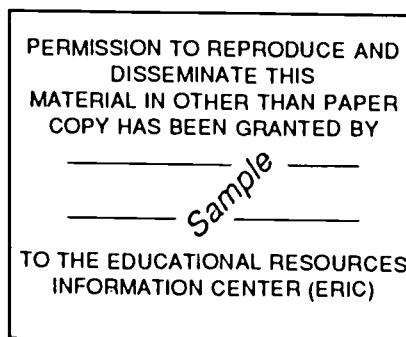 PERMISSION TO REPRODUCE AND
DISSEMINATE THIS
MATERIAL IN OTHER THAN PAPER
COPY HAS BEEN GRANTED BY
Sample
TO THE EDUCATIONAL RESOURCES
INFORMATION CENTER (ERIC)